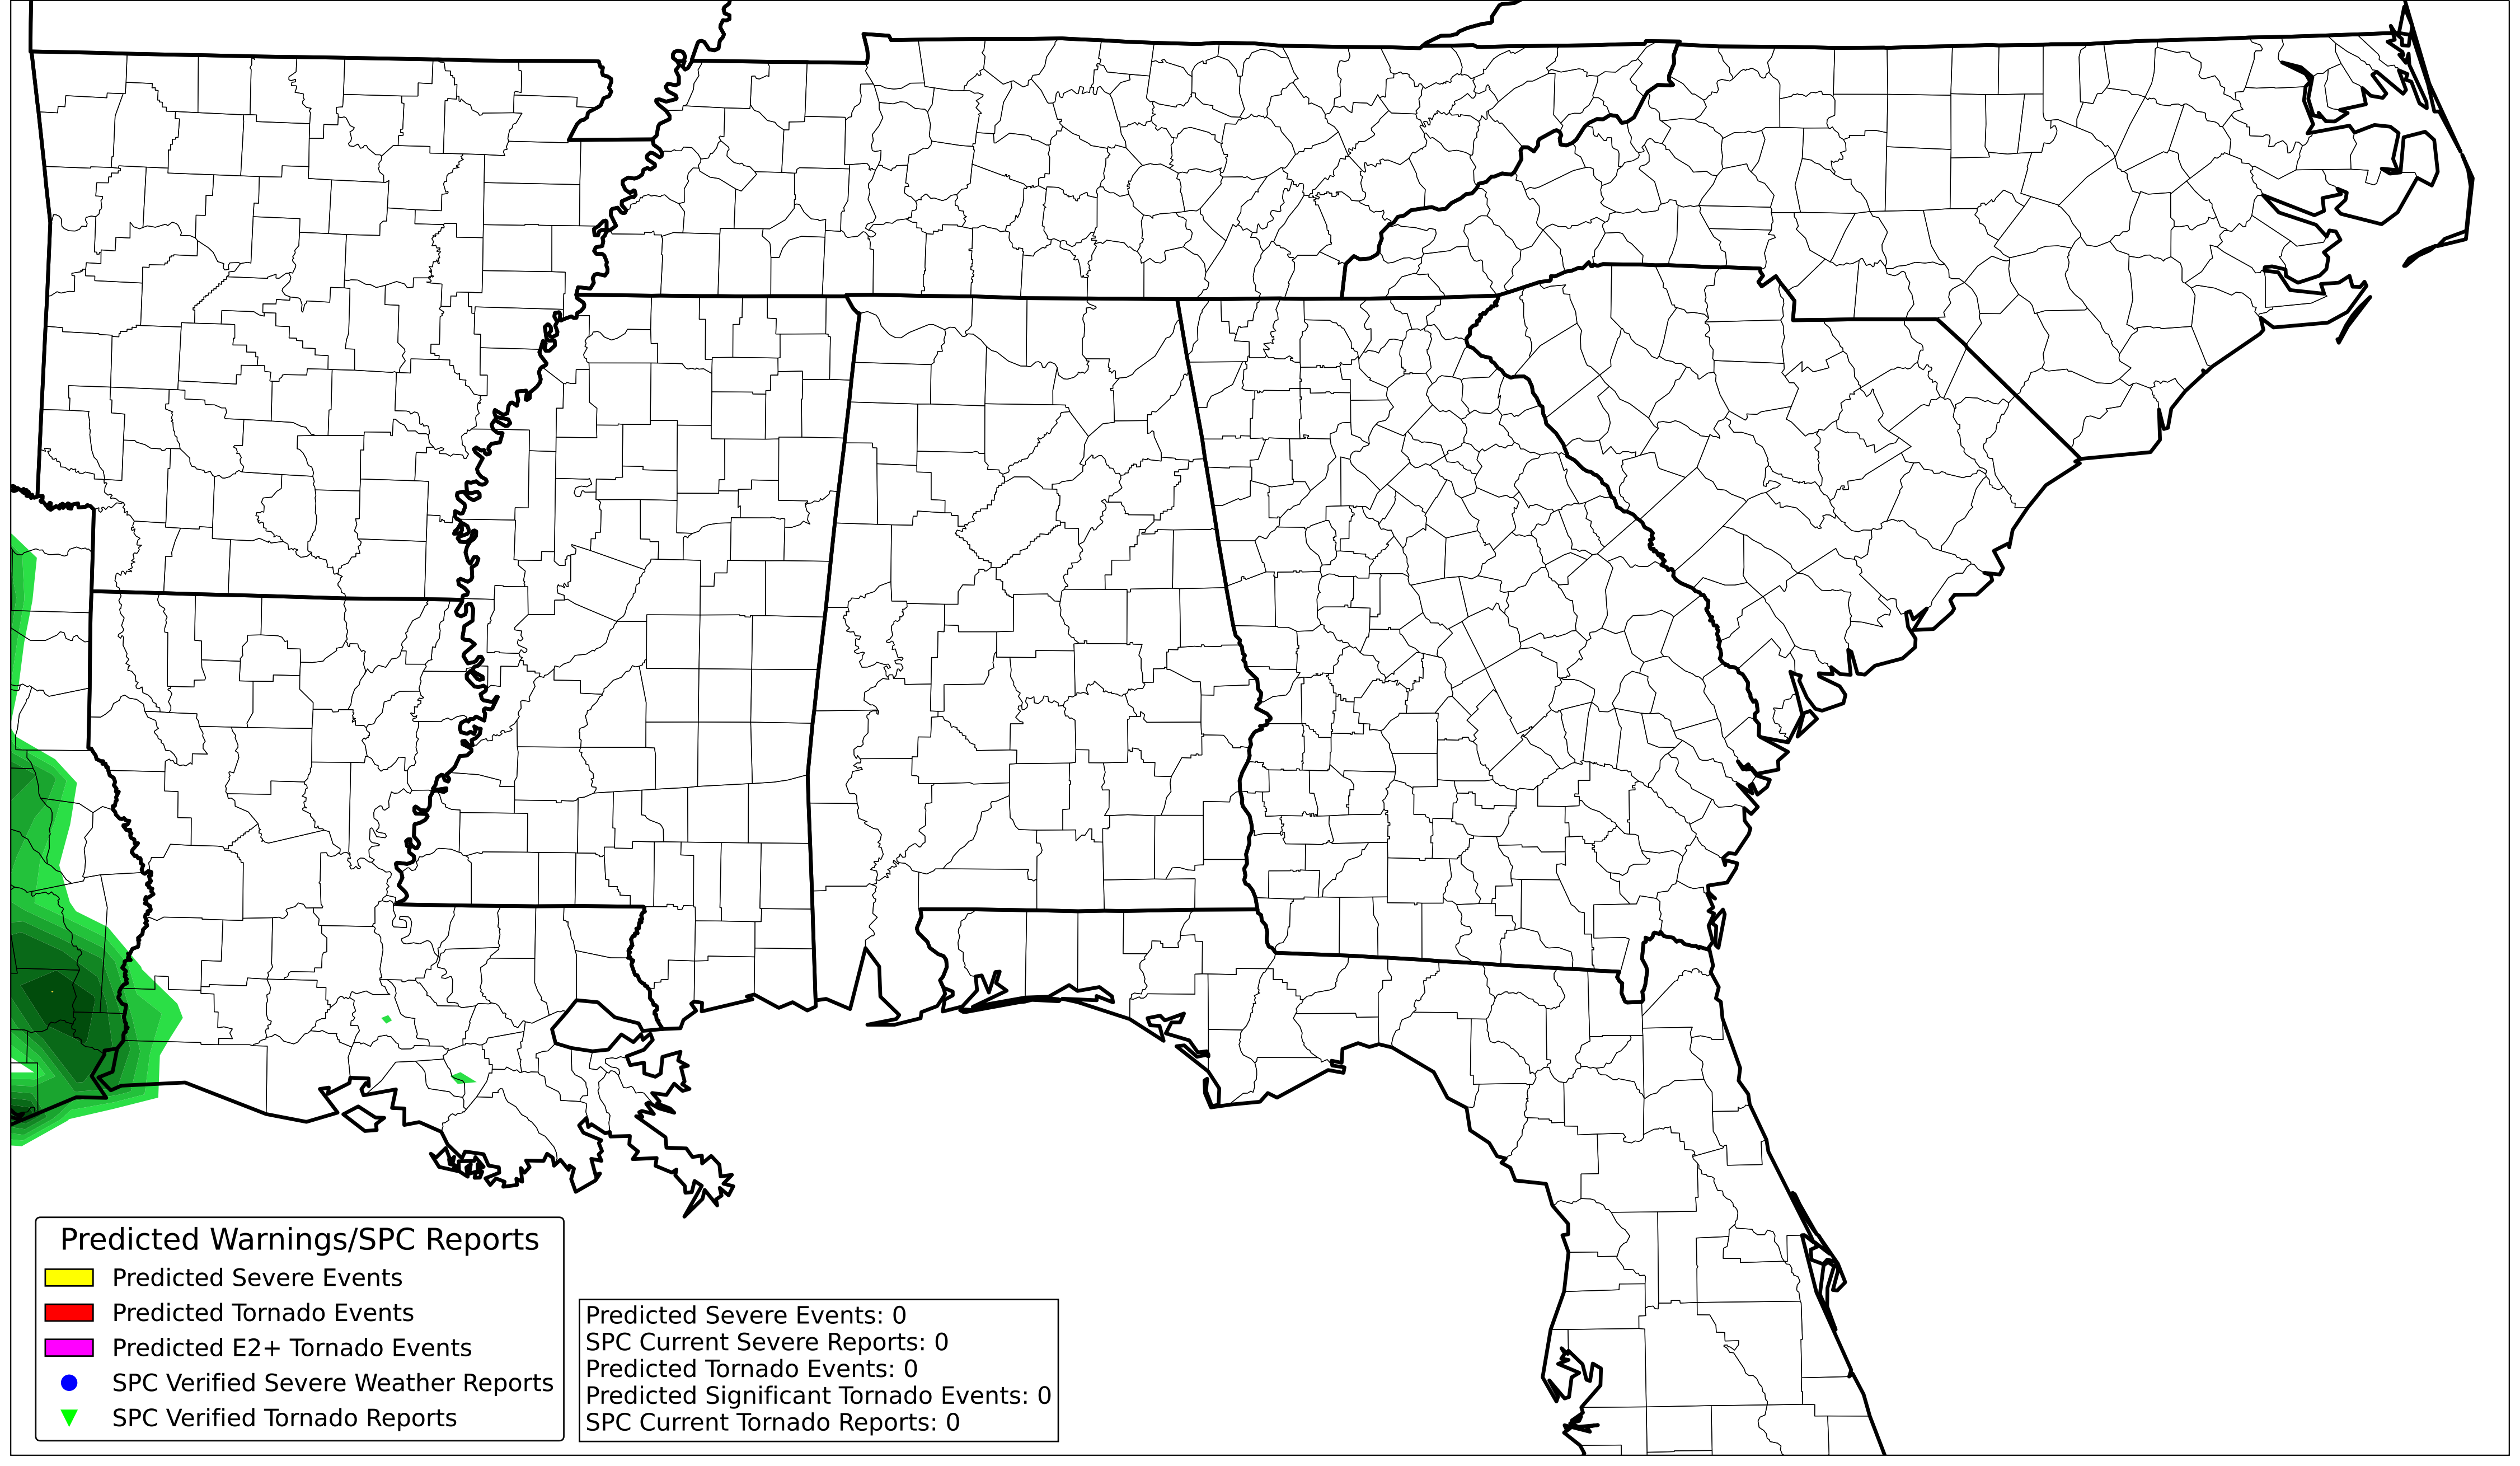 Predicted Warnings/SPC Reports
Predicted Severe Events
Predicted Tornado Events
Predicted E2+ Tornado Events
SPC Verified Severe Weather Reports
SPC Verified Tornado Reports
Predicted Severe Events: 0
SPC Current Severe Reports: 0
Predicted Tornado Events: 0
Predicted Significant Tornado Events: 0
SPC Current Tornado Reports: 0